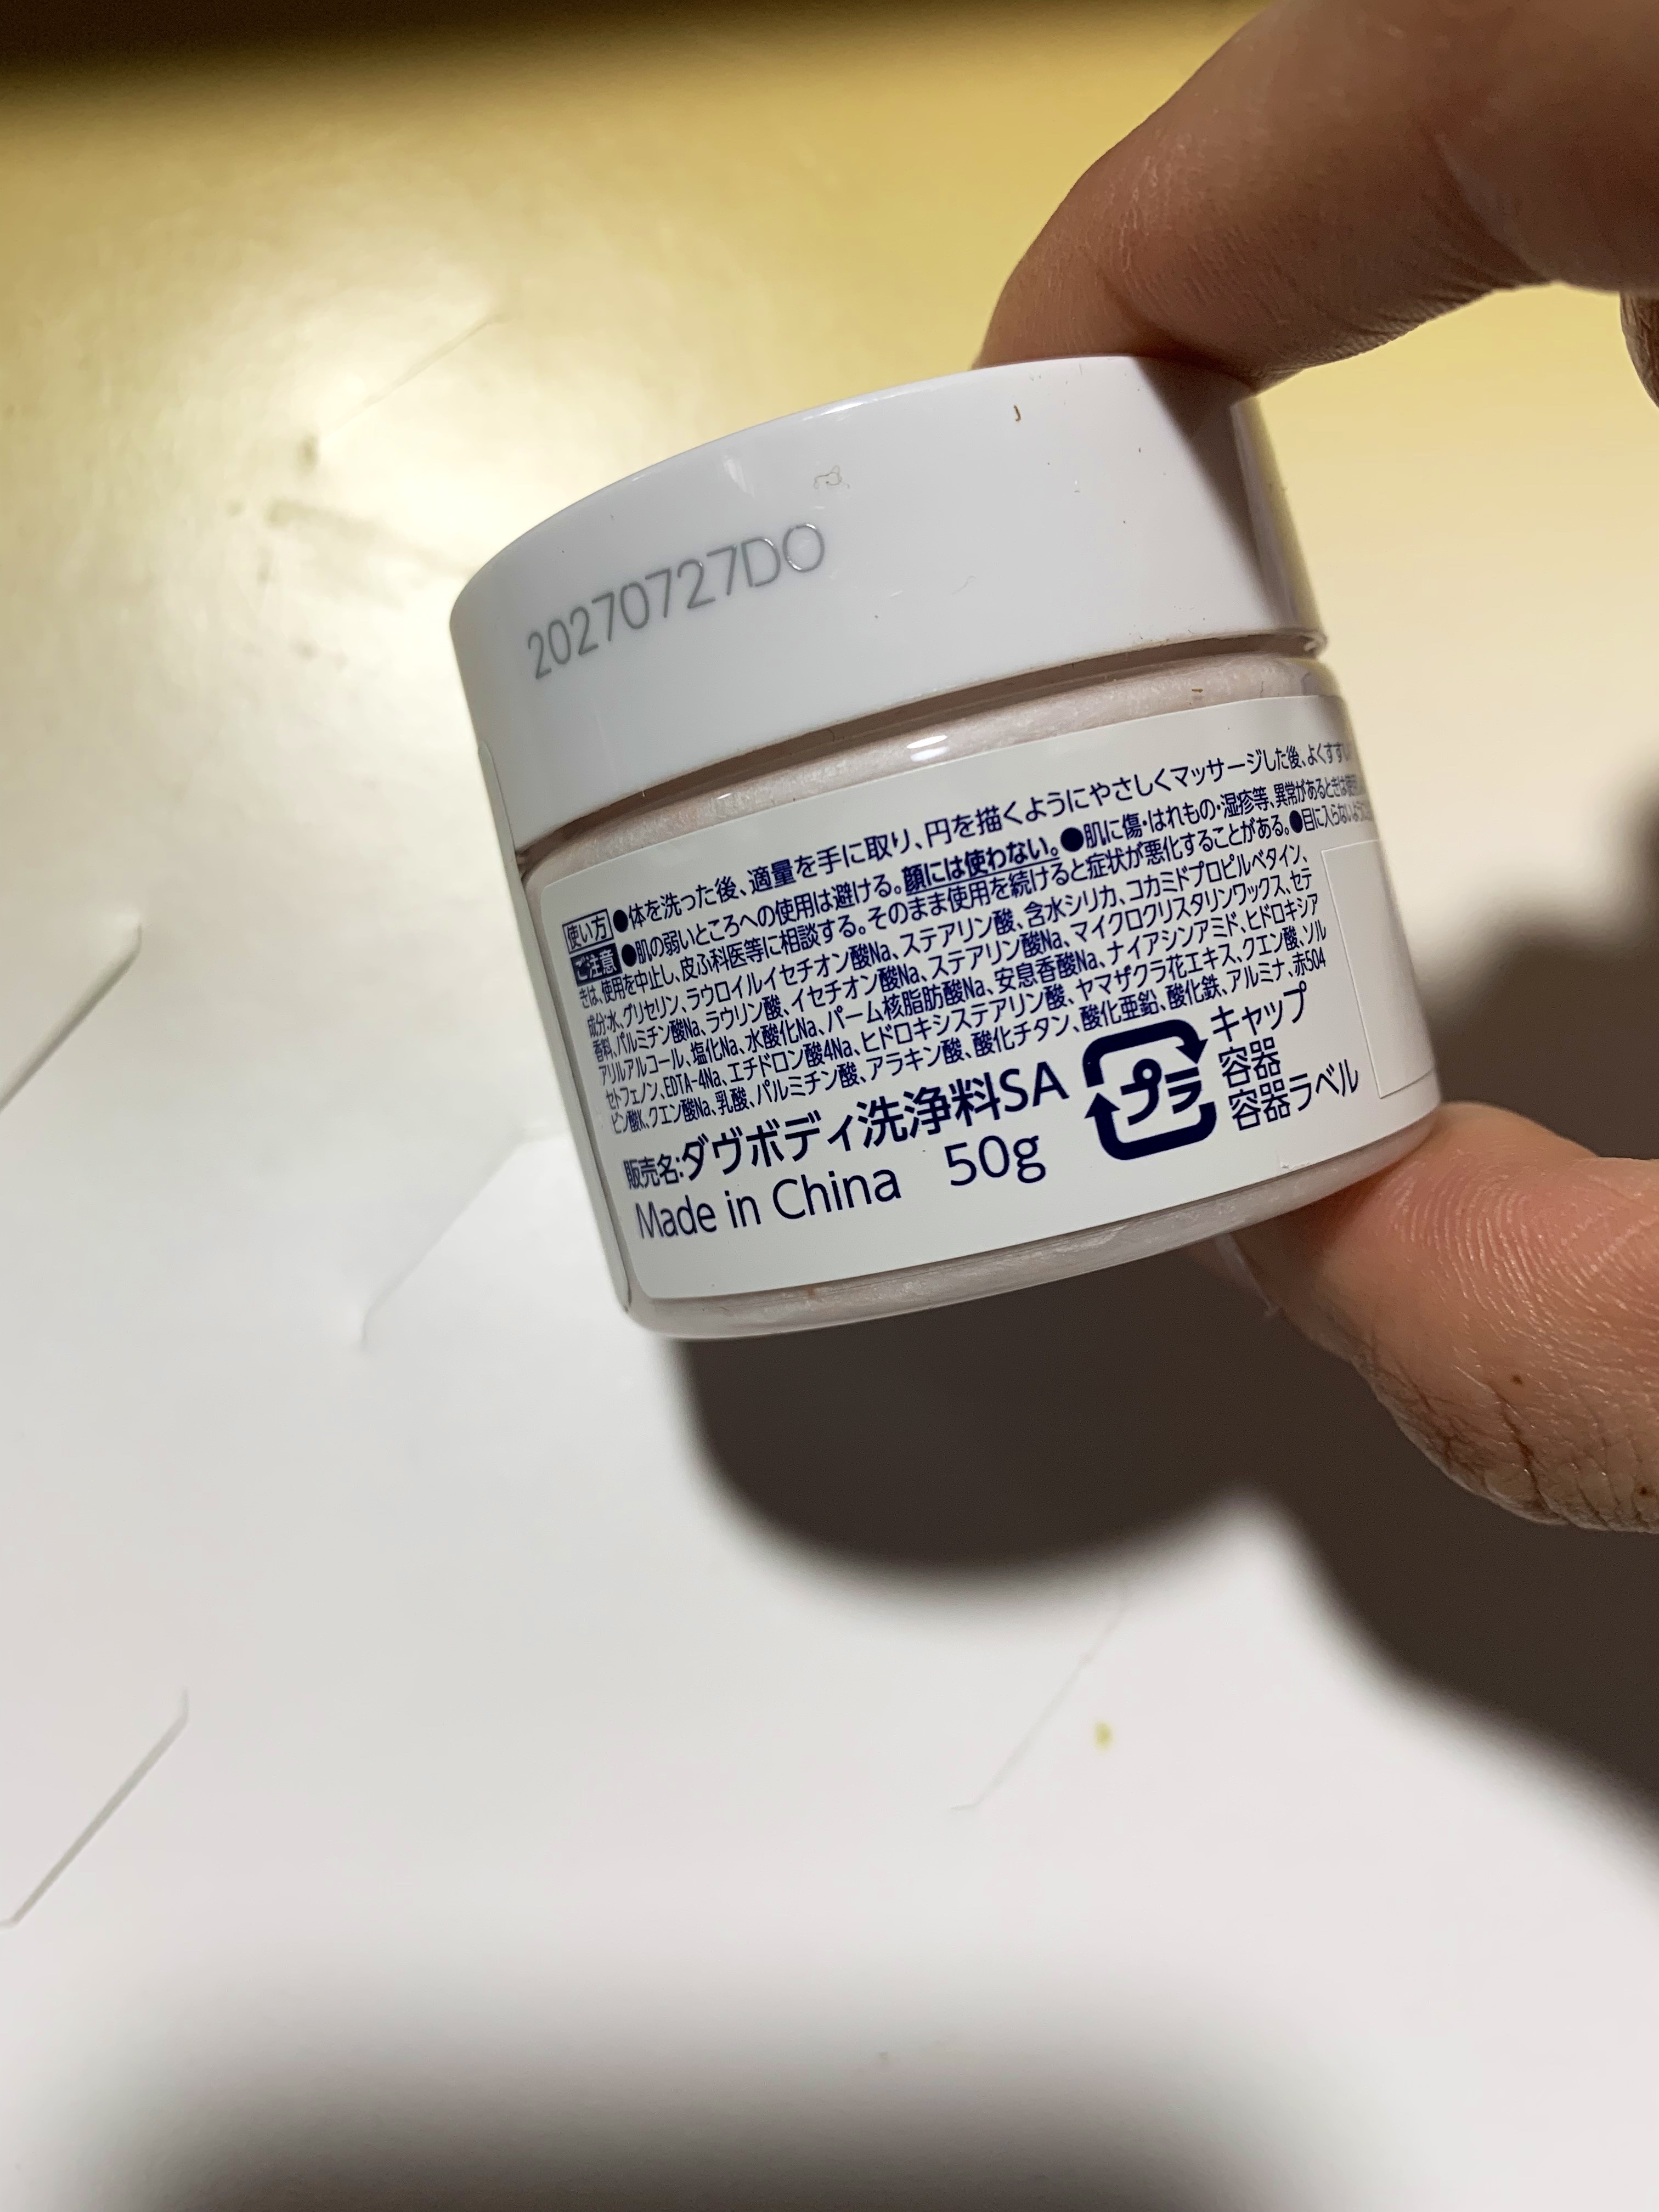 20270727DO
使い方 ●体を洗った後、適量を手に取り、円を描くようにやさしくマッサージした後、よくすす
ご注意 ●肌の弱いところへの使用は避ける。顔には使わない。●肌に傷・はれもの・湿疹等、異常があるときは使用
きは、使用を中止し、皮ふ科医等に相談する。そのまま使用を続けると症状が悪化することがある。●目に入らないように
成分:水、グリセリン、ラウロイルイセチオン酸Na、ステアリン酸、含水シリカ、コカミドプロピルベタイン、
香料、パルミチン酸Na、ラウリン酸、イセチオン酸Na、ステアリン酸Na、マイクロクリスタリンワックス、セテ
アリルアルコール、塩化Na、水酸化Na、パーム核脂肪酸Na、安息香酸Na、ナイアシンアミド、ヒドロキシア
セトフェノン、EDTA-4Na、エチドロン酸4Na、ヒドロキシステアリン酸、ヤマザクラ花エキス、クエン酸、ソル
ビン酸K、クエン酸Na、乳酸、パルミチン酸、アラキン酸、酸化チタン、酸化亜鉛、酸化鉄、アルミナ、赤504
販売名:ダヴボディ洗浄料SA
Made in China 50g
プラ
キャップ
容器
容器ラベル